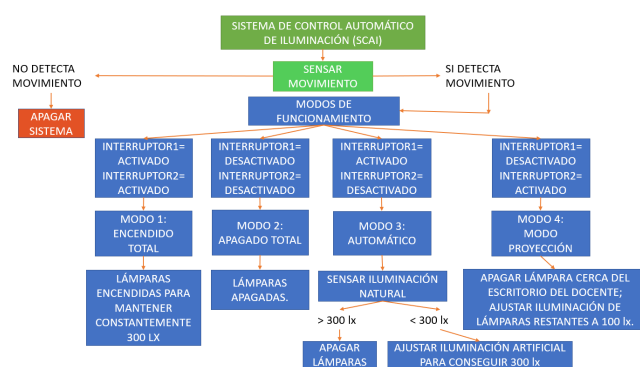 SISTEMA DE CONTROL AUTOMÁTICO
DE ILUMINACIÓN (SCAI)
NO DETECTA
MOVIMIENTO
SENSAR
MOVIMIENTO
SI DETECTA
MOVIMIENTO
APAGAR
SISTEMA
MODOS DE
FUNCIONAMIENTO
INTERRUPTOR1=
ACTIVADO
INTERRUPTOR2=
ACTIVADO
INTERRUPTOR1=
DESACTIVADO
INTERRUPTOR2=
DESACTIVADO
INTERRUPTOR1=
ACTIVADO
INTERRUPTOR2=
DESACTIVADO
INTERRUPTOR1=
DESACTIVADO
INTERRUPTOR2=
ACTIVADO
MODO 1:
ENCENDIDO
TOTAL
MODO 2:
APAGADO TOTAL
MODO 3:
AUTOMÁTICO
MODO 4:
MODO
PROYECCIÓN
LÁMPARAS
ENCENDIDAS PARA
MANTENER
CONSTANTEMENTE
300 LX
LÁMPARAS
APAGADAS.
SENSAR ILUMINACIÓN
NATURAL
APAGAR LÁMPARA CERCA DEL
ESCRITORIO DEL DOCENTE;
AJUSTAR ILUMINACIÓN DE
LÁMPARAS RESTANTES A 100 lx.
> 300 lx
< 300 lx
APAGAR
LÁMPARAS
AJUSTAR ILUMINACIÓN ARTIFICIAL
PARA CONSEGUIR 300 lx